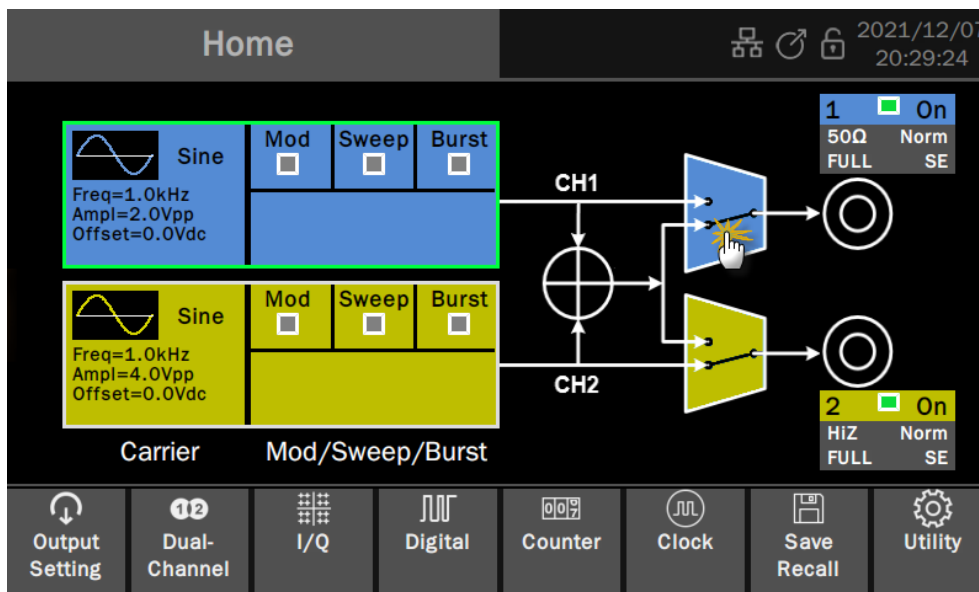 Home
2021/12/07
20:29:24
1 On
50Ω Norm
FULL SE
Sine
Mod Sweep Burst
Freq=1.0kHz
Ampl=2.0Vpp
Offset=0.0Vdc
CH1
Sine
Mod Sweep Burst
Freq=1.0kHz
Ampl=4.0Vpp
Offset=0.0Vdc
CH2
2 On
HiZ Norm
FULL SE
Carrier Mod/Sweep/Burst
Output
Setting
12
Dual-
Channel
I/Q
Digital
Counter
Clock
Save
Recall
Utility